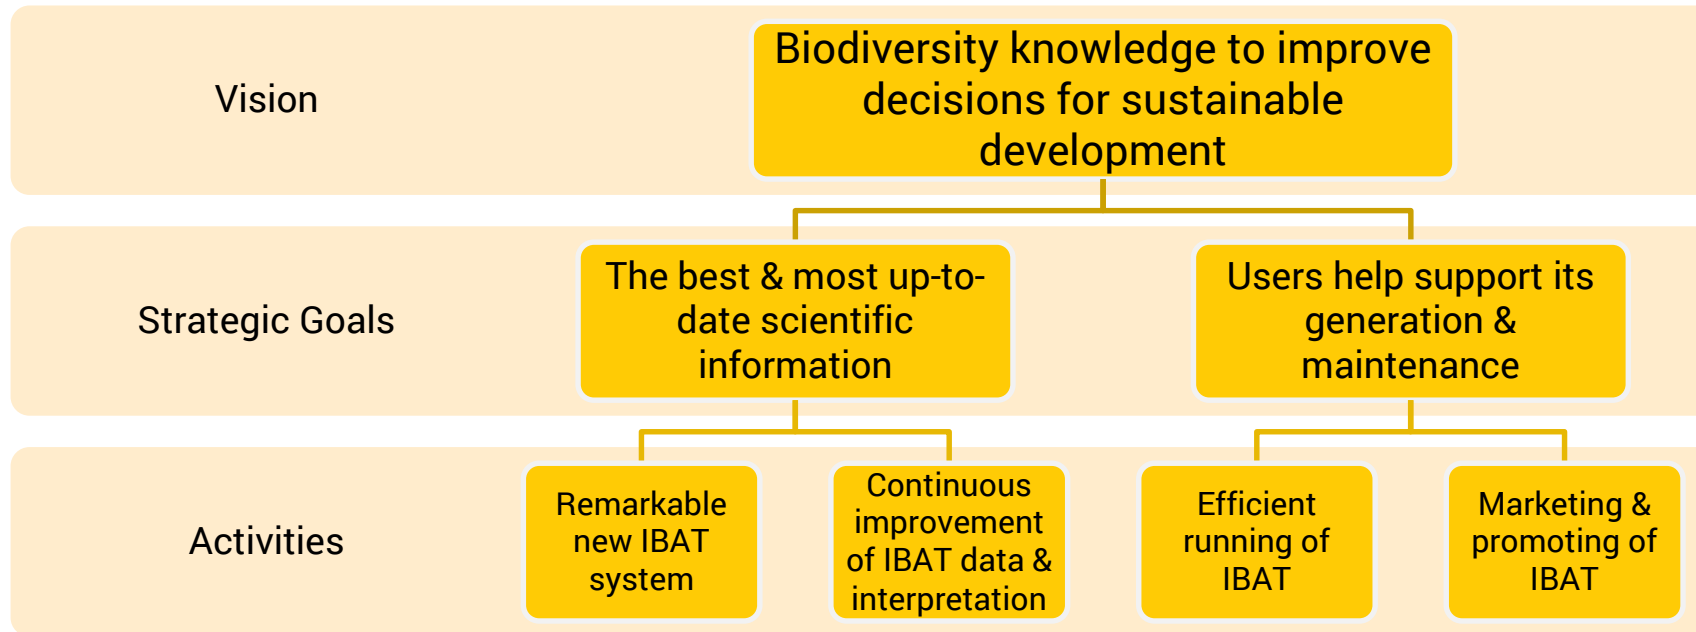 Vision
Biodiversity knowledge to improve
decisions for sustainable
development
Strategic Goals
The best & most up-to-
date scientific
information
Users help support its
generation &
maintenance
Activities
Remarkable
new IBAT
system
Continuous
improvement
of IBAT data &
interpretation
Efficient
running of
IBAT
Marketing &
promoting of
IBAT